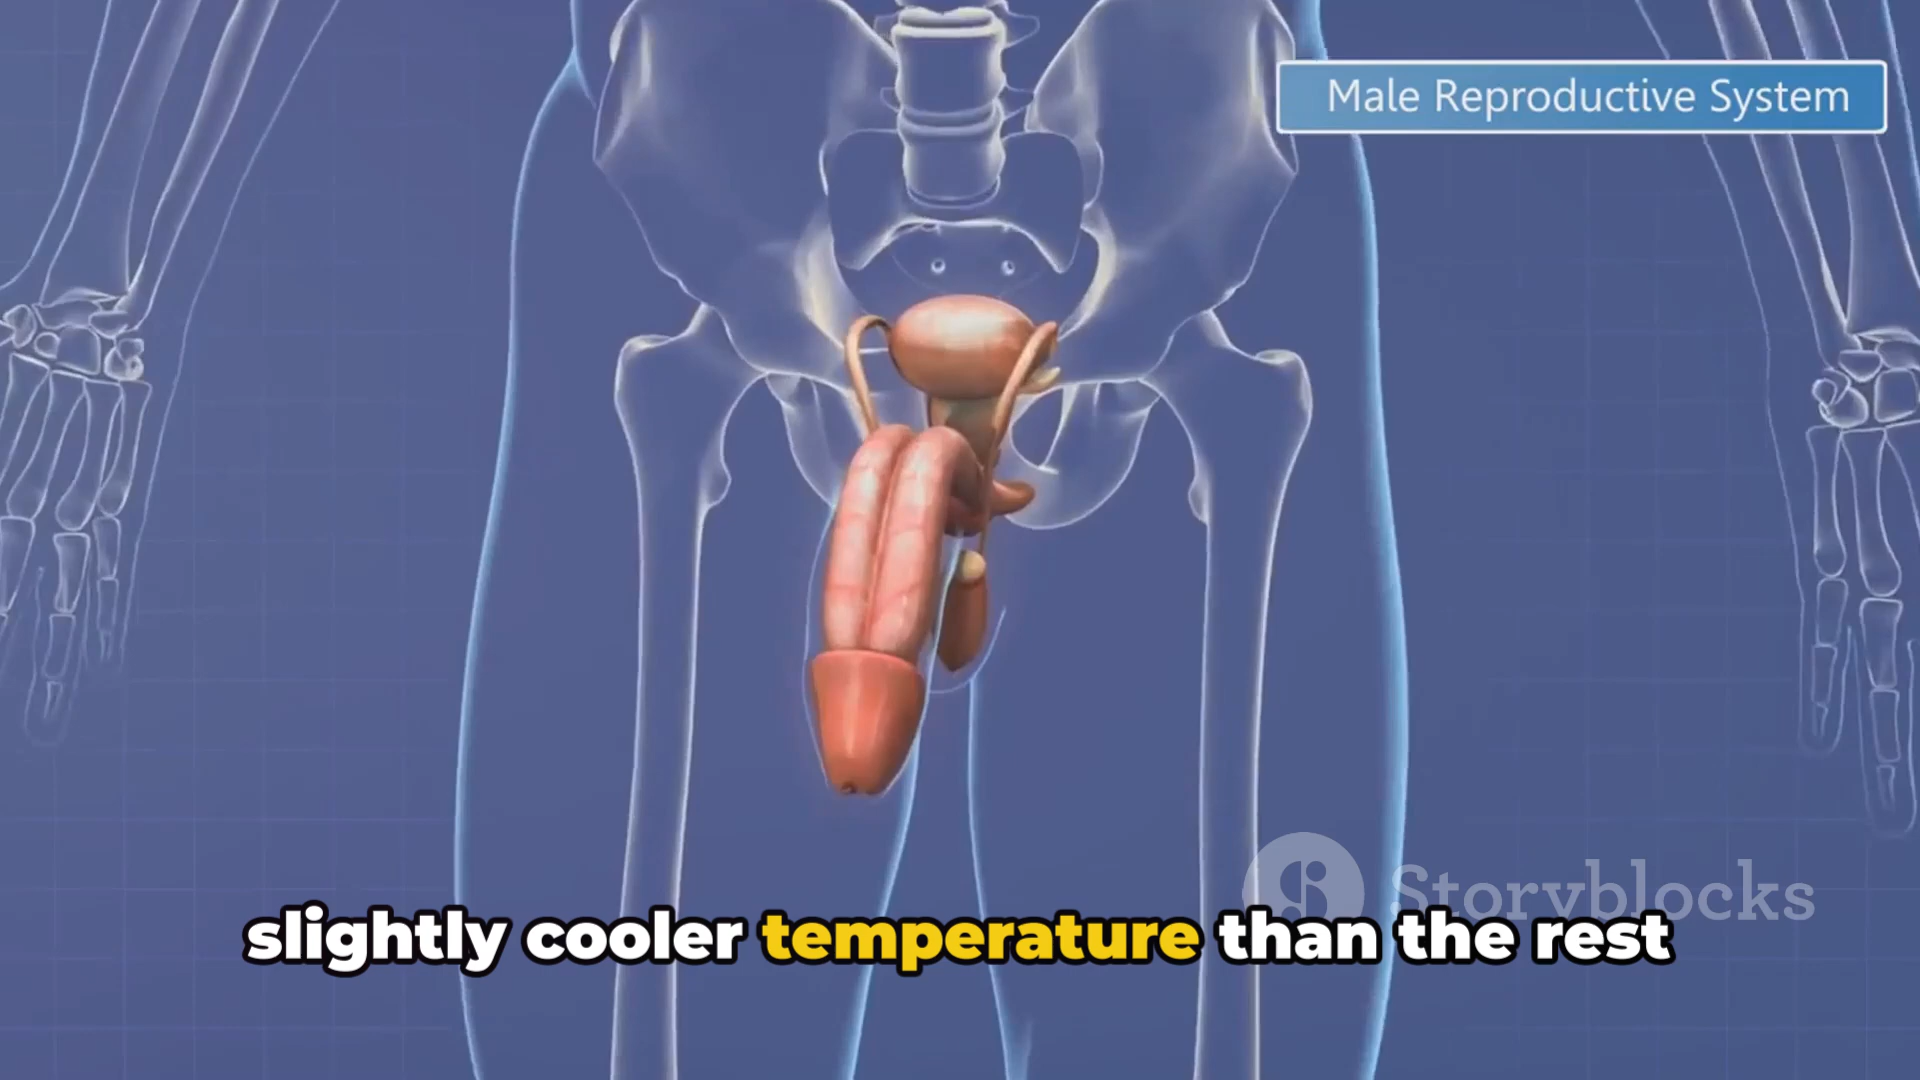 Male Reproductive System
Storyblocks
slightly cooler temperature than the rest